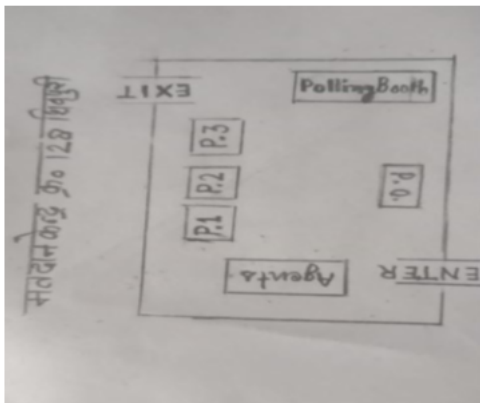 मतदान केन्द्र क्र० 128
EXIT
Polling Booth
P.3
P.2
P.1
P.O.
Agents
ENTER